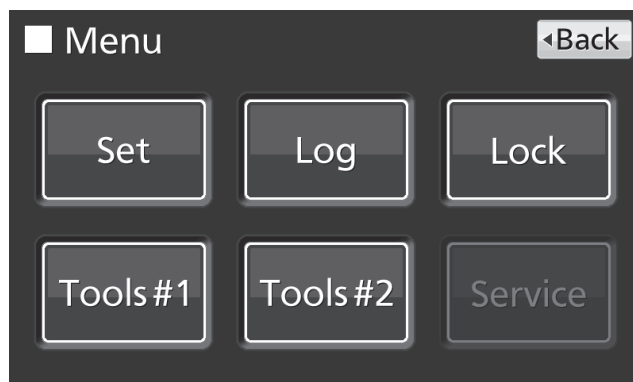 Menu
◂Back
Set
Log
Lock
Tools #1
Tools #2
Service